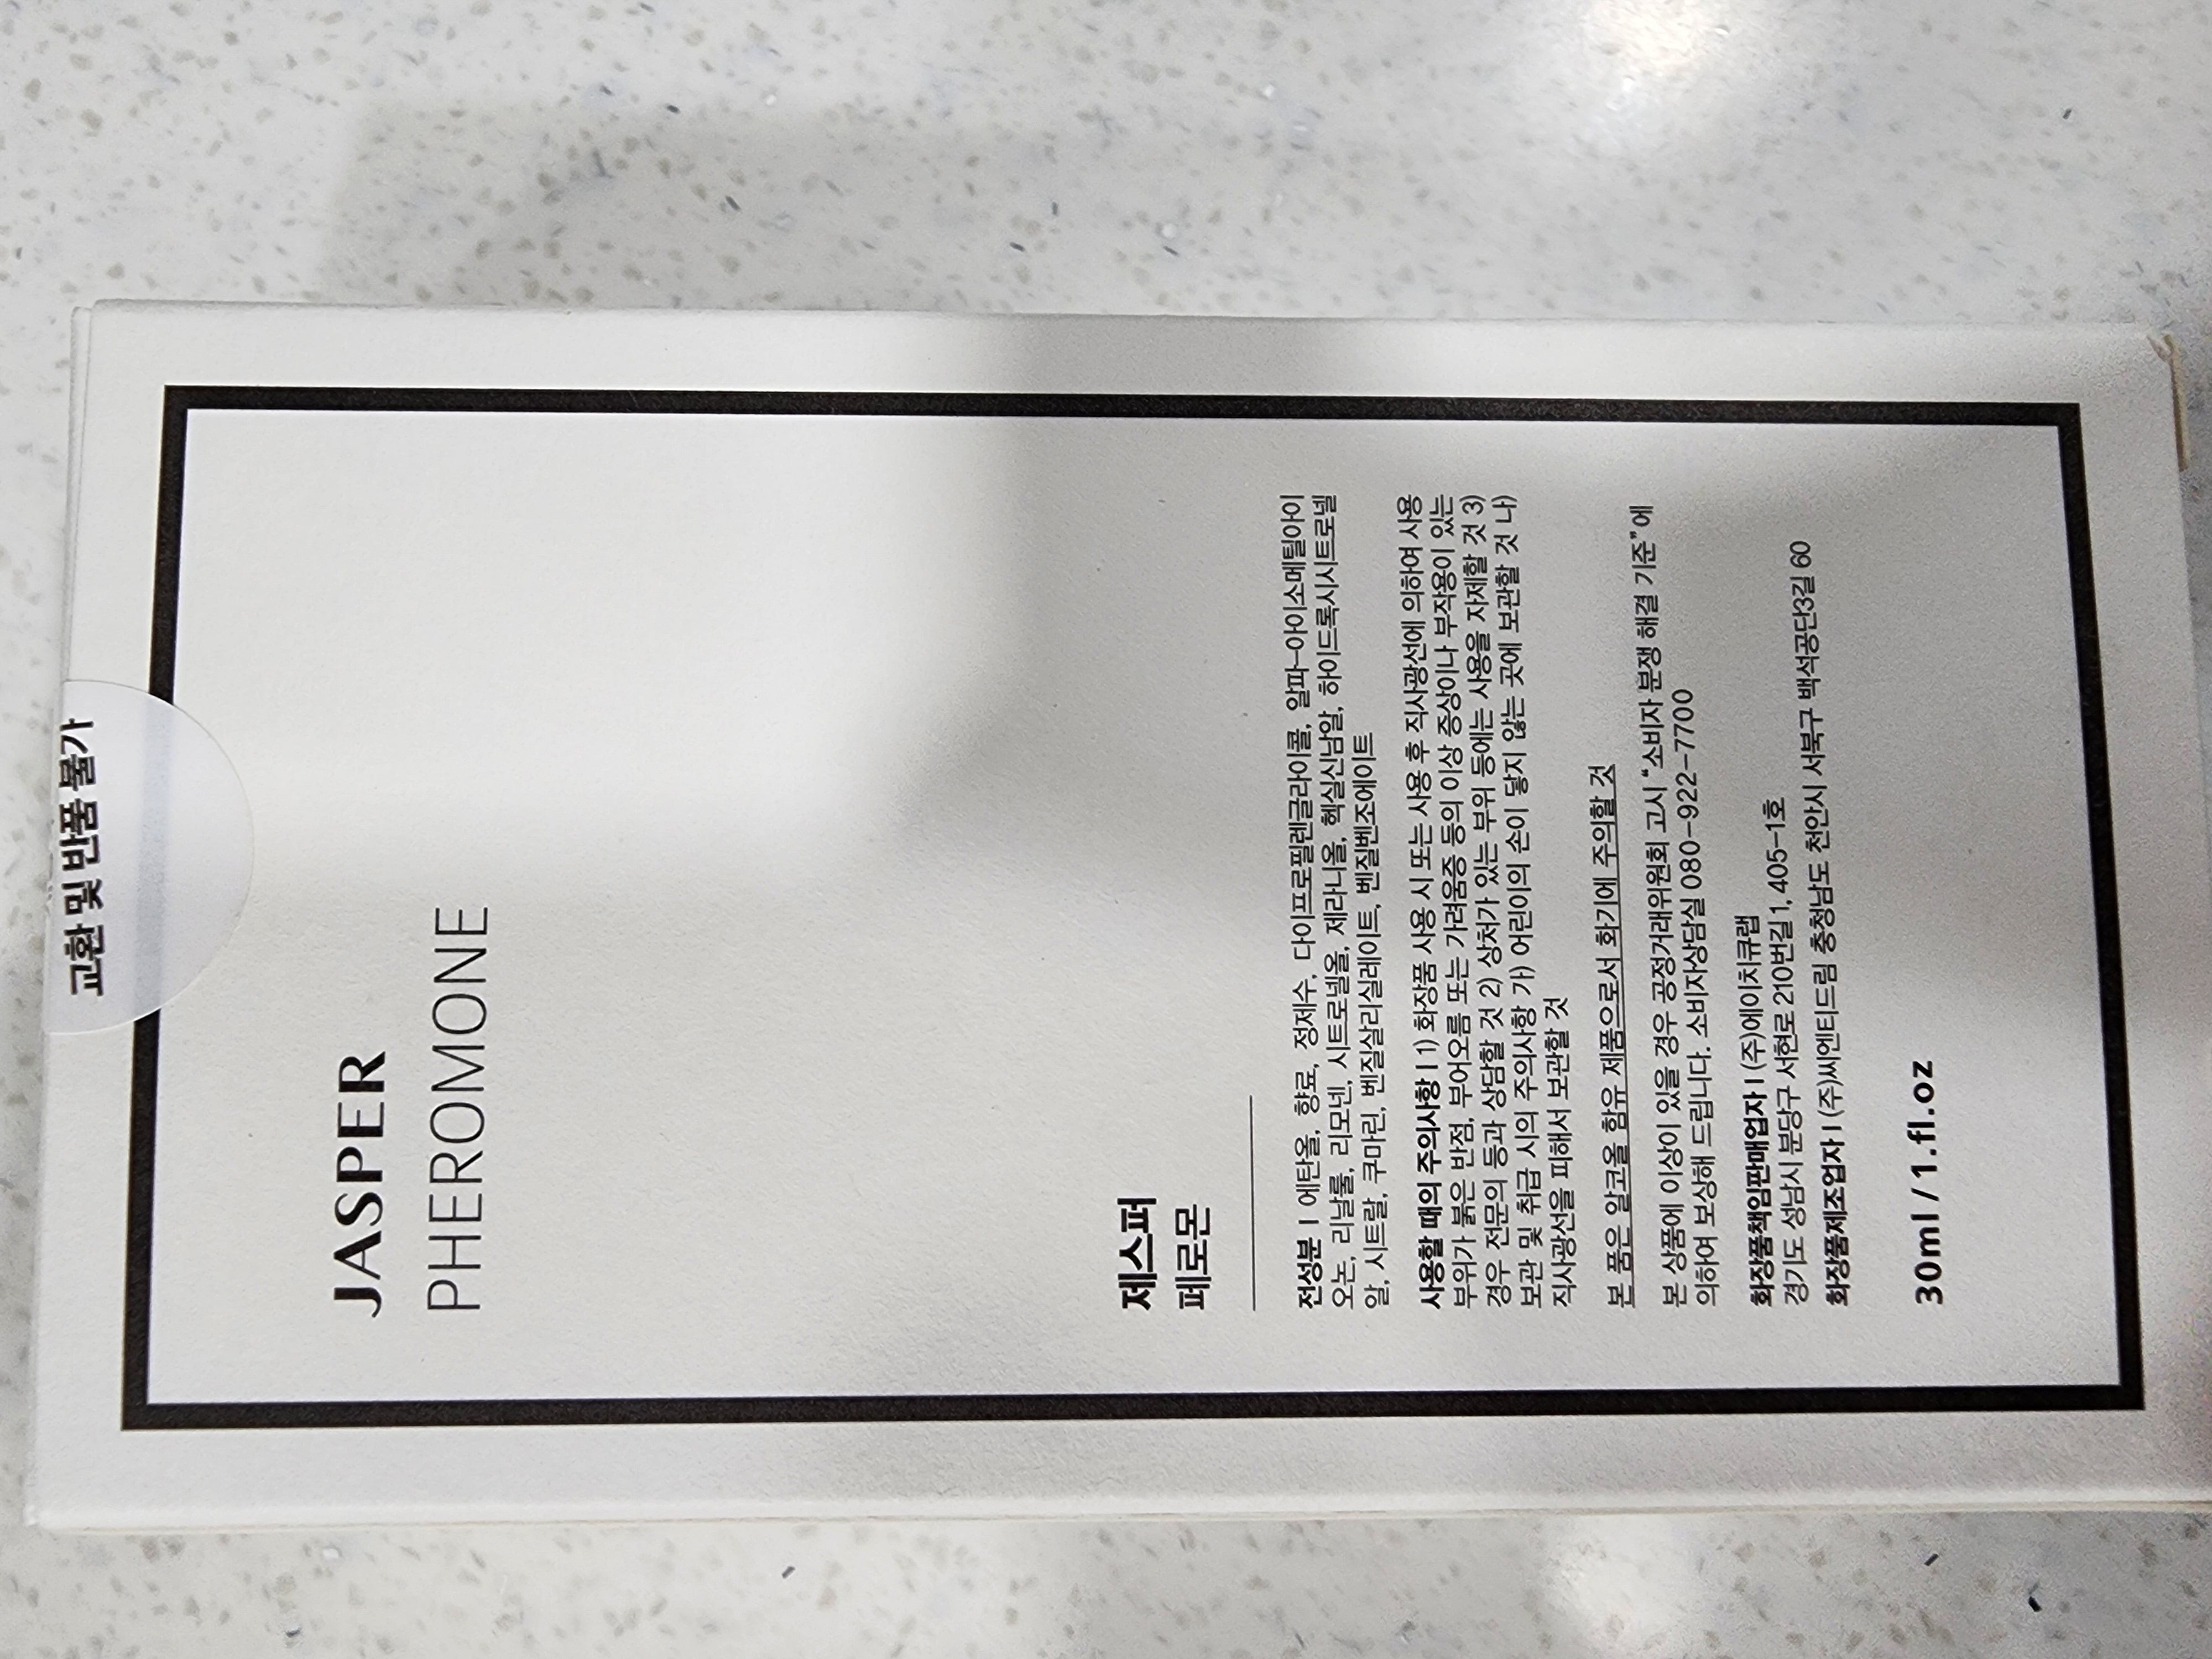 교환 및 반품 불가
JASPER
PHEROMONE
제스퍼
페로몬
전성분 | 에탄올, 향료, 정제수, 다이프로필렌글라이콜, 알파-아이소메틸아이
오논, 리날룰, 리모넨, 시트로넬올, 제라니올, 헥실신남알, 하이드록시시트로넬
알, 시트랄, 쿠마린, 벤질살리실레이트, 벤질벤조에이트
사용할 때의 주의사항 | 1) 화장품 사용 시 또는 사용 후 직사광선에 의하여 사용
부위가 붉은 반점, 부어오름 또는 가려움증 등의 이상 증상이나 부작용이 있는
경우 전문의 등과 상담할 것 2) 상처가 있는 부위 등에는 사용을 자제할 것 3)
보관 및 취급 시의 주의사항 가) 어린이의 손이 닿지 않는 곳에 보관할 것 나)
직사광선을 피해서 보관할 것
본 품은 알코올 함유 제품으로서 화기에 주의할 것
본 상품에 이상이 있을 경우 공정거래위원회 고시 "소비자 분쟁 해결 기준"에
의하여 보상해 드립니다. 소비자상담실 080-922-7700
화장품책임판매업자 | (주)에이치큐랩
경기도 성남시 분당구 서현로 210번길 1, 405-1호
화장품제조업자 | (주)씨엔티드림 충청남도 천안시 서북구 백석공단3길 60
30ml / 1.fl.oz